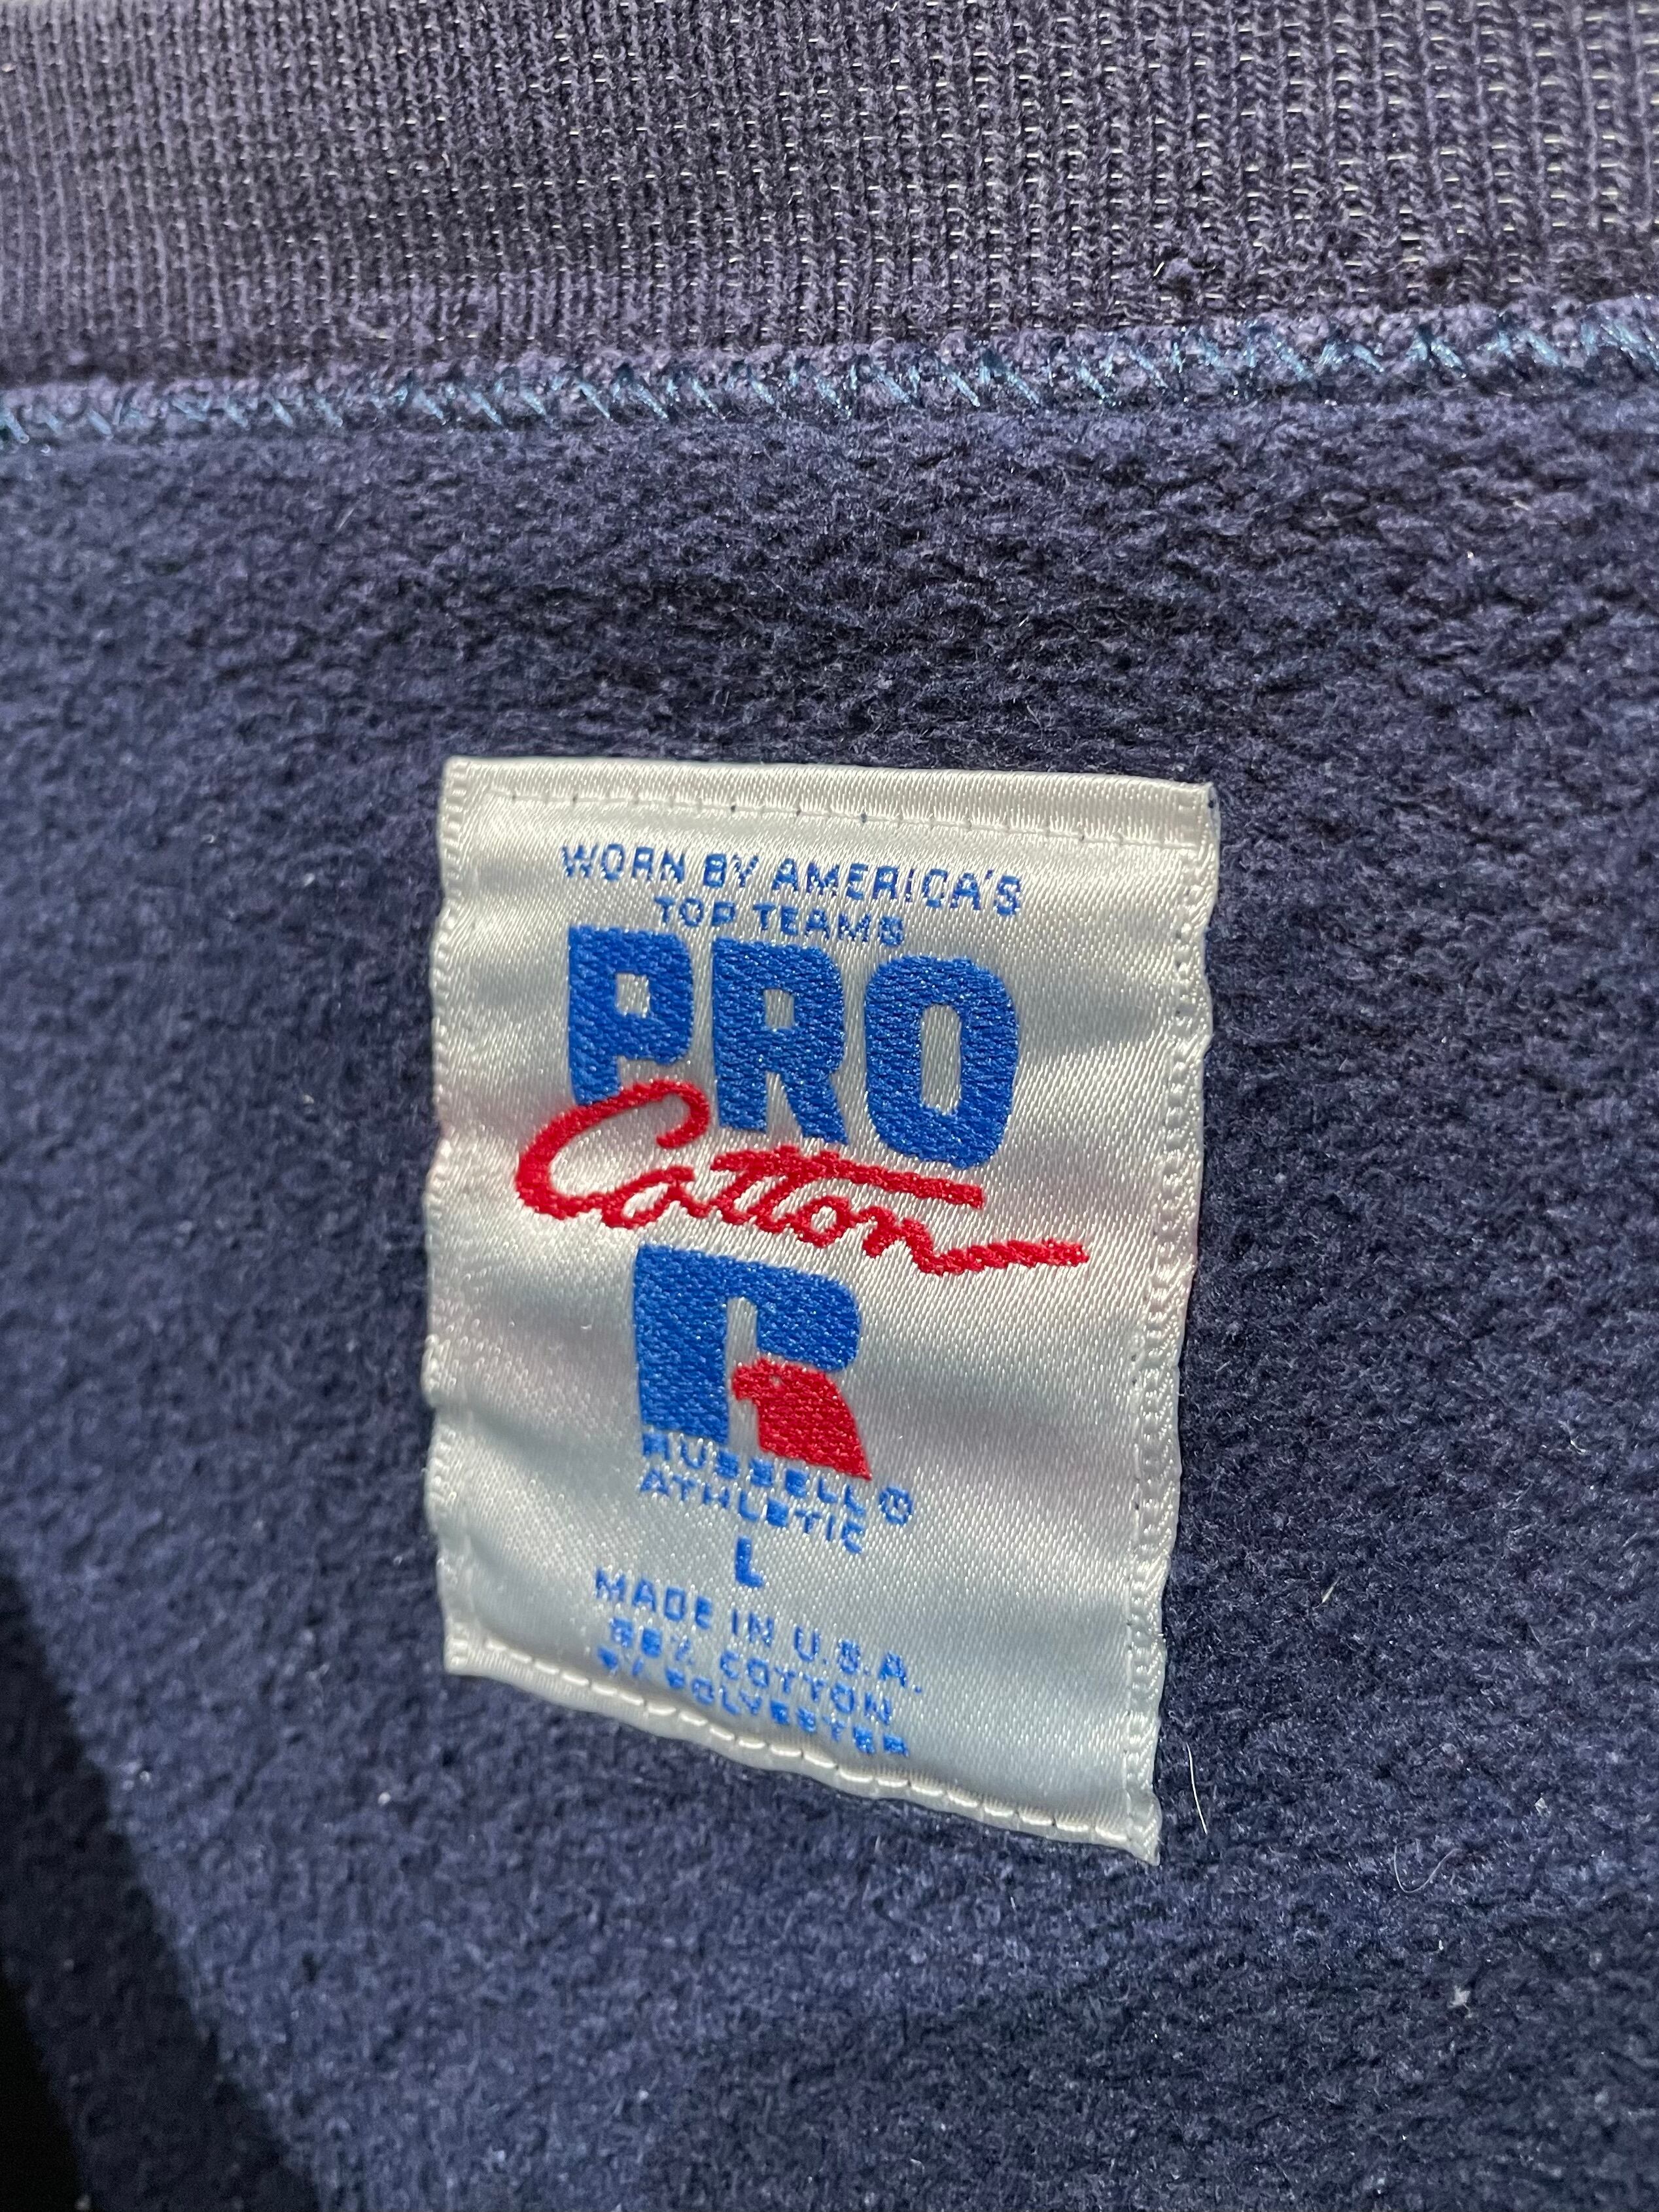 WORN BY AMERICA'S
TOP TEAMS
PRO
Cotton
RUSSELL ®
ATHLETIC
L
MADE IN U.S.A.
COTTON
POLYESTER